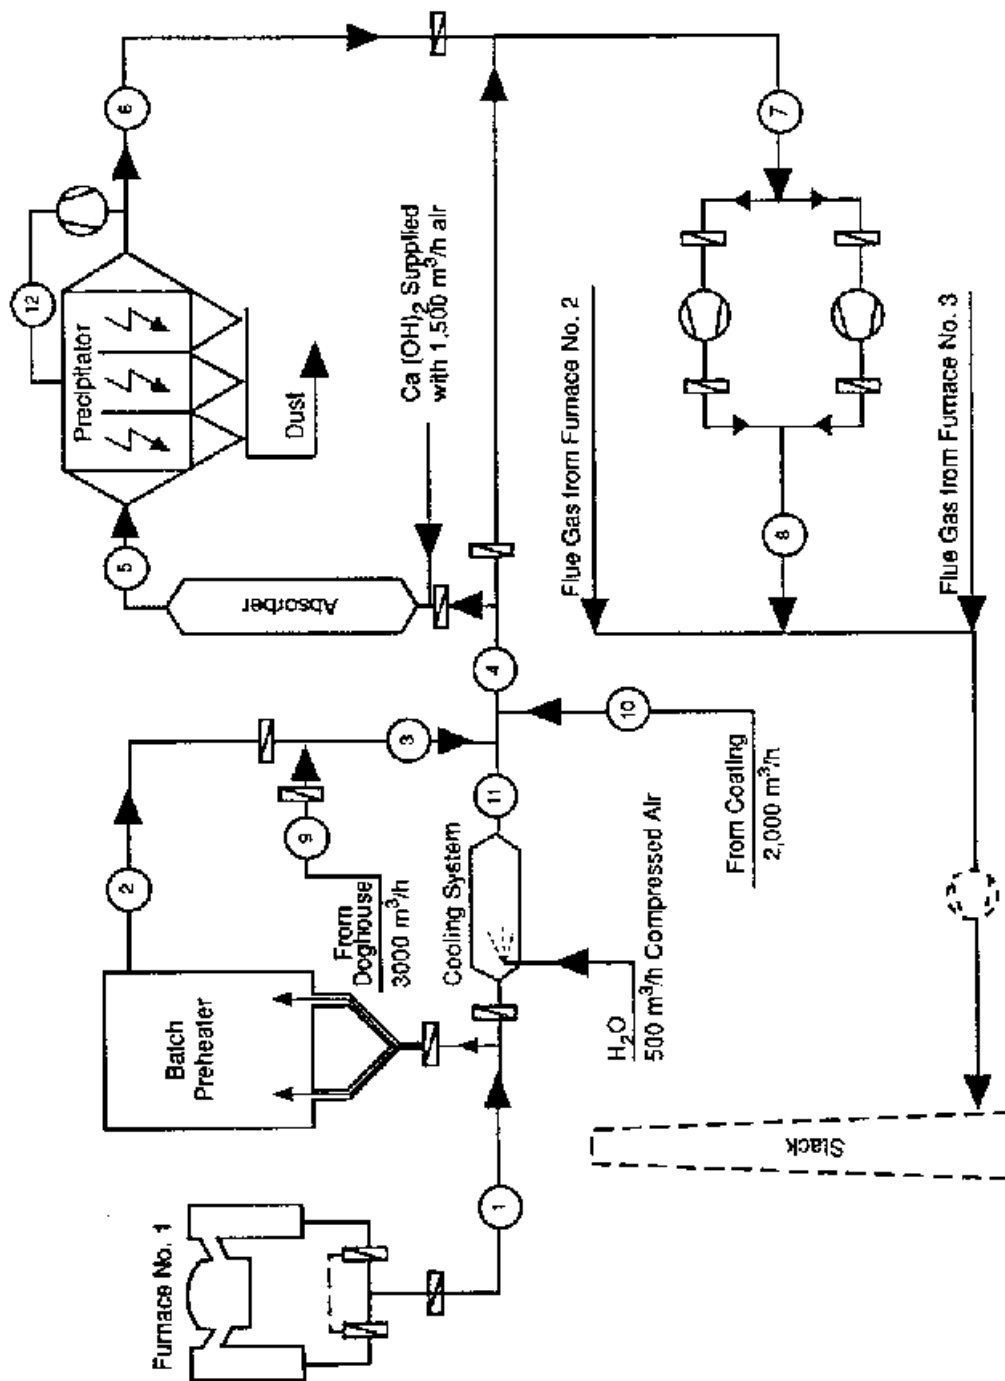 Furnace No. 1
1
Batch
Preheater
2
From
Doghouse
3000 m³/h
9
3
Cooling System
H₂O
500 m³/h Compressed Air
11
From Coating
2,000 m³/h
10
4
Absorber
Ca (OH)₂ Supplied
with 1,500 m³/h air
5
Precipitator
Dust
12
6
7
8
Flue Gas from Furnace No. 2
Flue Gas from Furnace No. 3
Stack